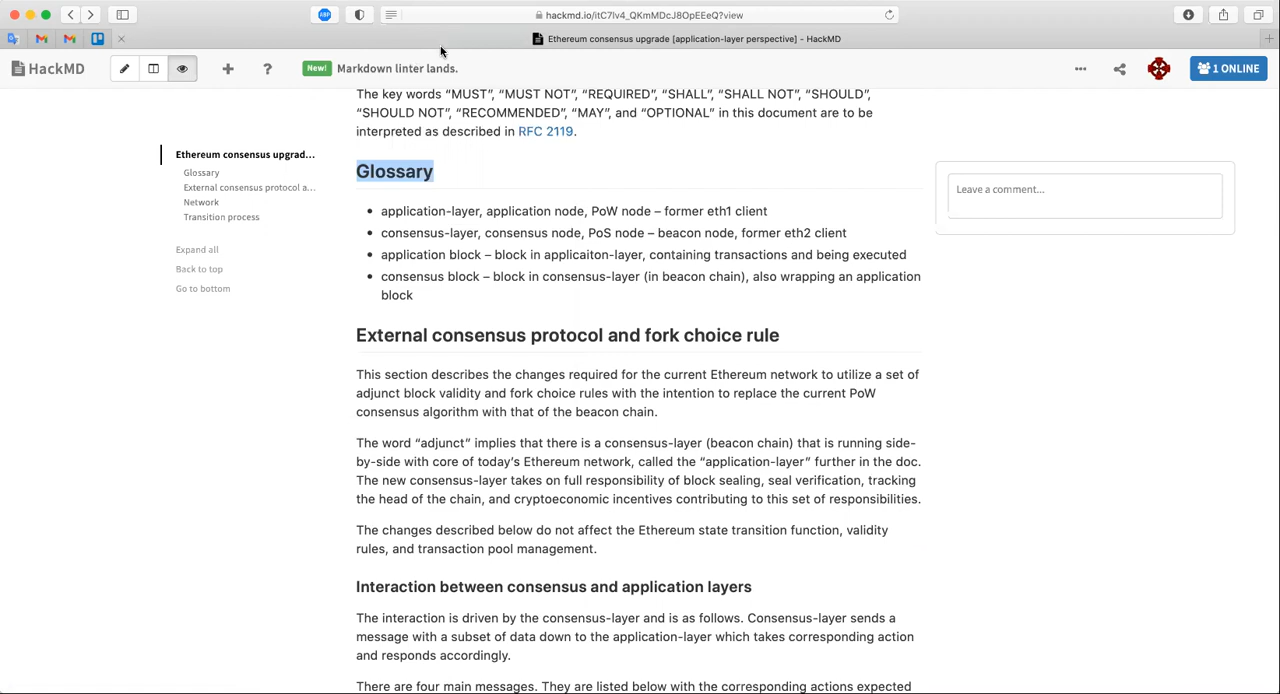 hackmd.io/itC7lv4_QKmMDcJ8OpEEeQ?view
Ethereum consensus upgrade [application-layer perspective] - HackMD
HackMD
New! Markdown linter lands.
1 ONLINE
Ethereum consensus upgrad...
Glossary
External consensus protocol a...
Network
Transition process
Expand all
Back to top
Go to bottom
The key words “MUST”, “MUST NOT”, “REQUIRED”, “SHALL”, “SHALL NOT”, “SHOULD”,
“SHOULD NOT”, “RECOMMENDED”, “MAY”, and “OPTIONAL” in this document are to be
interpreted as described in RFC 2119.
Glossary
• application-layer, application node, PoW node – former eth1 client
• consensus-layer, consensus node, PoS node – beacon node, former eth2 client
• application block – block in applicaiton-layer, containing transactions and being executed
• consensus block – block in consensus-layer (in beacon chain), also wrapping an application
block
External consensus protocol and fork choice rule
This section describes the changes required for the current Ethereum network to utilize a set of
adjunct block validity and fork choice rules with the intention to replace the current PoW
consensus algorithm with that of the beacon chain.
The word “adjunct” implies that there is a consensus-layer (beacon chain) that is running side-
by-side with core of today’s Ethereum network, called the “application-layer” further in the doc.
The new consensus-layer takes on full responsibility of block sealing, seal verification, tracking
the head of the chain, and cryptoeconomic incentives contributing to this set of responsibilities.
The changes described below do not affect the Ethereum state transition function, validity
rules, and transaction pool management.
Interaction between consensus and application layers
The interaction is driven by the consensus-layer and is as follows. Consensus-layer sends a
message with a subset of data down to the application-layer which takes corresponding action
and responds accordingly.
There are four main messages. They are listed below with the corresponding actions expected
Leave a comment...
ABP